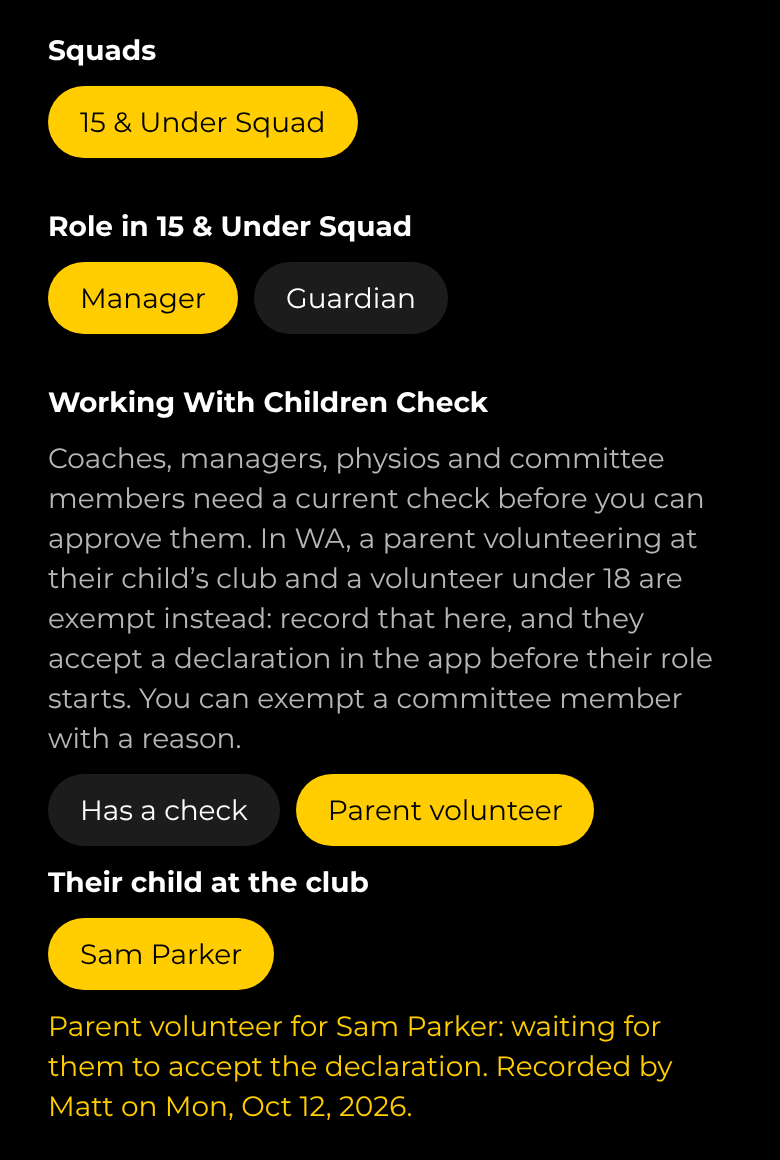 Squads
15 & Under Squad
Role in 15 & Under Squad
Manager
Guardian
Working With Children Check
Coaches, managers, physios and committee
members need a current check before you can
approve them. In WA, a parent volunteering at
their child’s club and a volunteer under 18 are
exempt instead: record that here, and they
accept a declaration in the app before their role
starts. You can exempt a committee member
with a reason.
Has a check
Parent volunteer
Their child at the club
Sam Parker
Parent volunteer for Sam Parker: waiting for
them to accept the declaration. Recorded by
Matt on Mon, Oct 12, 2026.